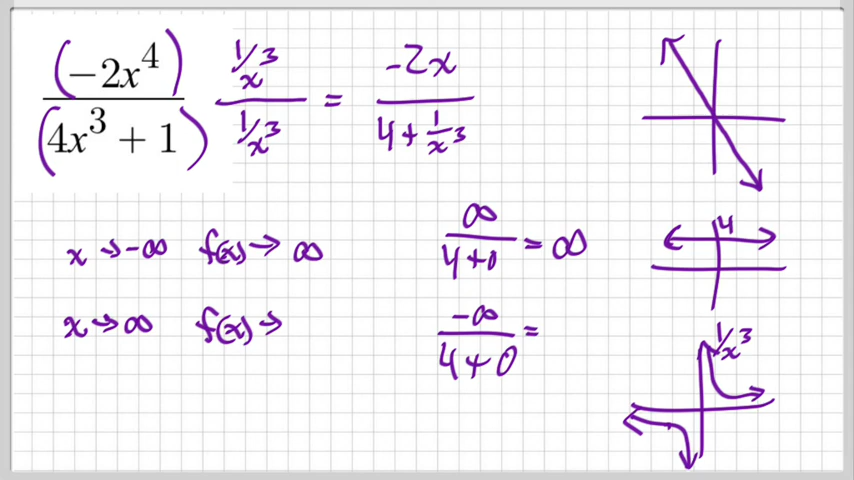 (-2x⁴) 1/x³ = -2x
(4x³ + 1) 1/x³ 4 + 1/x³
x → -∞ f(x) → ∞
∞/(4+0) = ∞
x → ∞ f(x) →
-∞/(4+0) =
4
1/x³